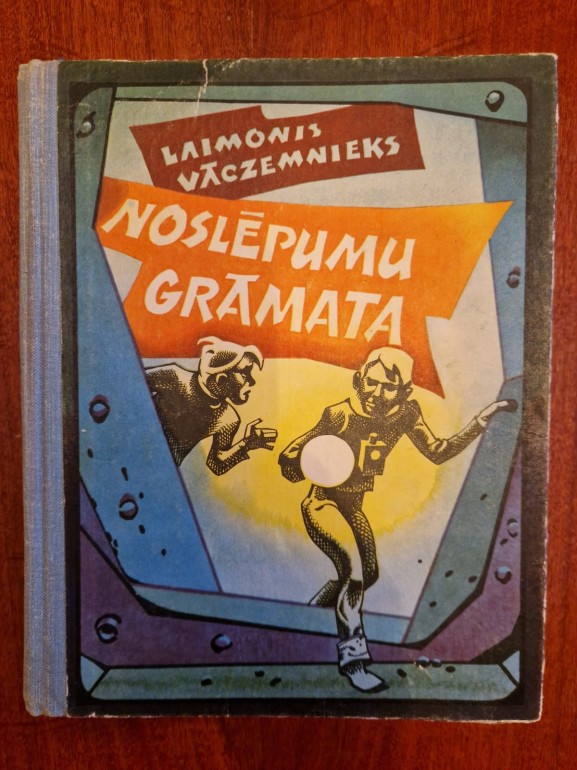 LAIMONIS
VĀCZEMNIEKS
NOSLĒPUMU
GRĀMATA